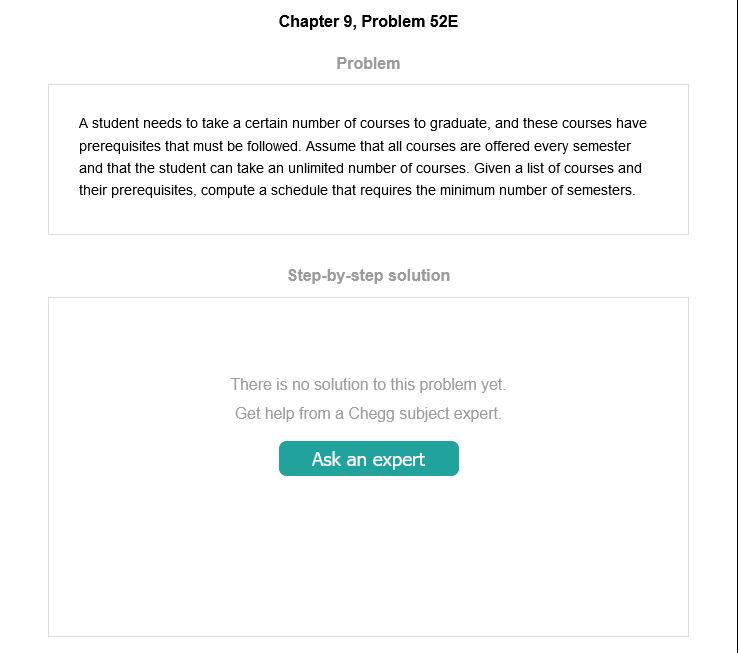 Chapter 9, Problem 52E
Problem
A student needs to take a certain number of courses to graduate, and these courses have
prerequisites that must be followed. Assume that all courses are offered every semester
and that the student can take an unlimited number of courses. Given a list of courses and
their prerequisites, compute a schedule that requires the minimum number of semesters.
Step-by-step solution
There is no solution to this problem yet.
Get help from a Chegg subject expert.
Ask an expert